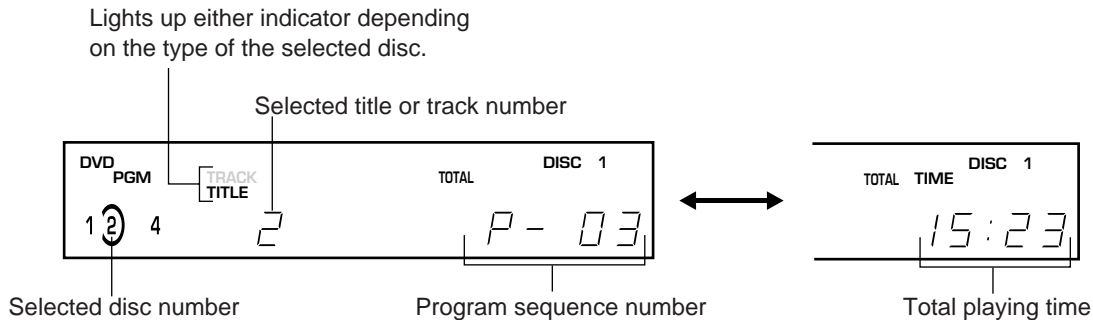 Lights up either indicator depending
on the type of the selected disc.
Selected title or track number
DVD
PGM
TRACK
TITLE
TOTAL
DISC 1
1 2 4
2
P- 03
TOTAL TIME
DISC 1
15:23
Selected disc number
Program sequence number
Total playing time